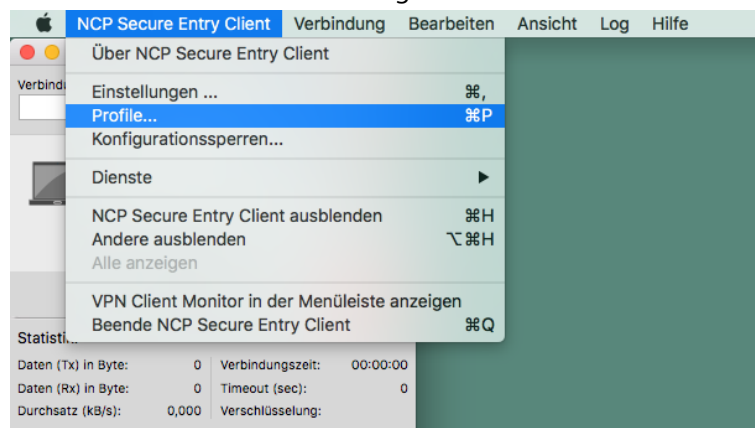 NCP Secure Entry Client Verbindung Bearbeiten Ansicht Log Hilfe
Über NCP Secure Entry Client
Einstellungen ... ⌘,
Profile... ⌘P
Konfigurationssperren...
Dienste ▶
NCP Secure Entry Client ausblenden ⌘H
Andere ausblenden ⌥⌘H
Alle anzeigen
VPN Client Monitor in der Menüleiste anzeigen
Beende NCP Secure Entry Client ⌘Q
Daten (Tx) in Byte: 0 Verbindungszeit: 00:00:00
Daten (Rx) in Byte: 0 Timeout (sec): 0
Durchsatz (kB/s): 0,000 Verschlüsselung: